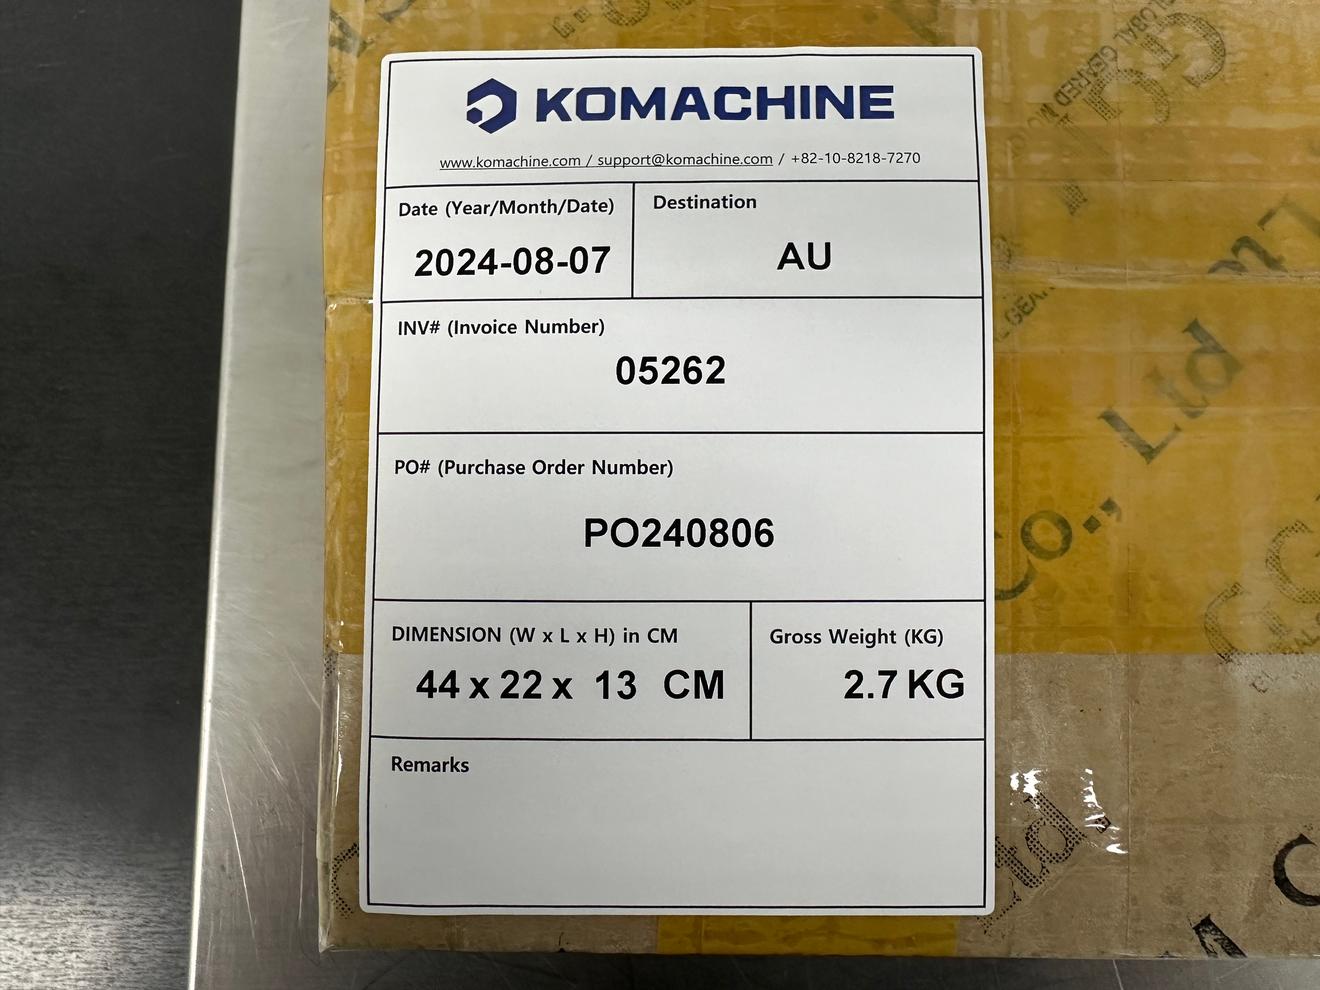 KOMACHINE
www.komachine.com / support@komachine.com / +82-10-8218-7270
Date (Year/Month/Date)
2024-08-07
Destination
AU
INV# (Invoice Number)
05262
PO# (Purchase Order Number)
PO240806
DIMENSION (W x L x H) in CM
44 x 22 x 13 CM
Gross Weight (KG)
2.7 KG
Remarks
Co., Ltd
Ltd.